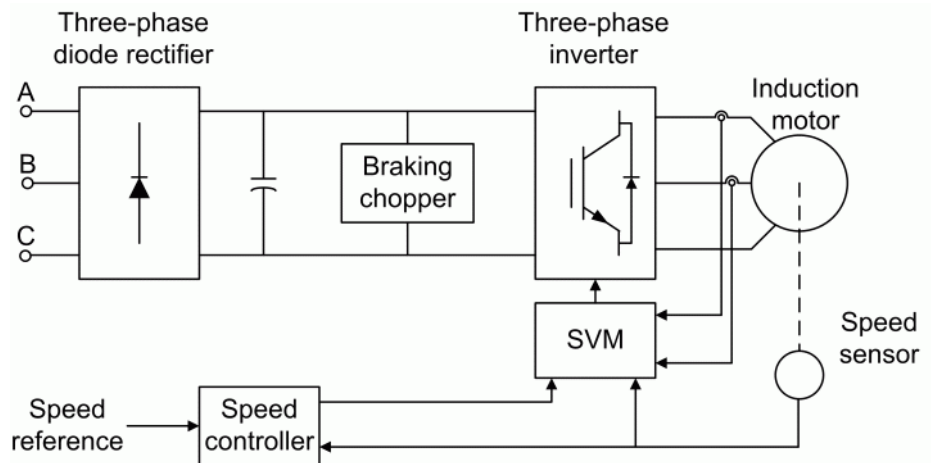 Three-phase
diode rectifier
Three-phase
inverter
Induction
motor
A
B
C
Braking
chopper
SVM
Speed
sensor
Speed
reference
Speed
controller